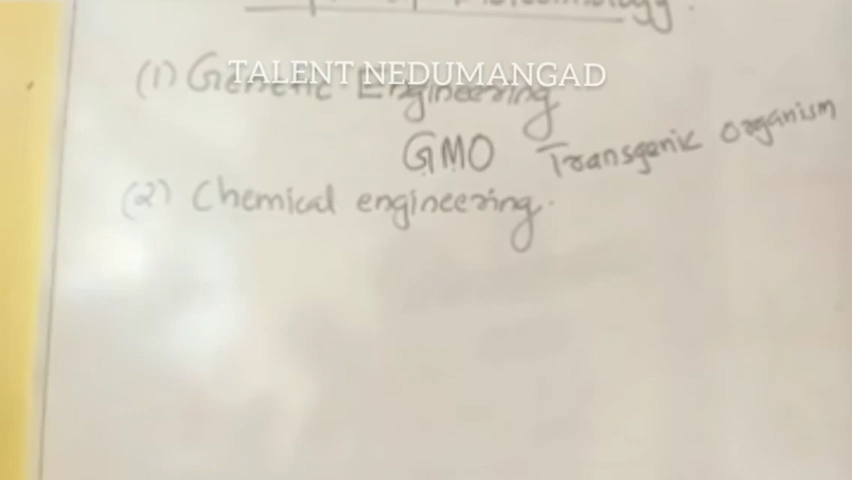 (1) Genetic Engineering
TALENT NEDUMANGAD
GMO Transgenic organism
(2) Chemical engineering.